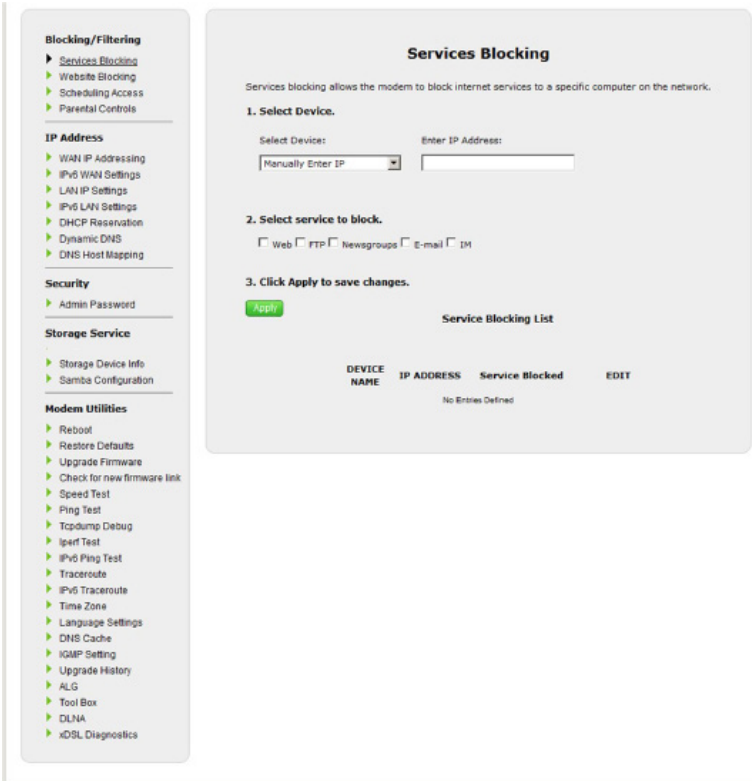 Blocking/Filtering
Services Blocking
Website Blocking
Scheduling Access
Parental Controls
IP Address
WAN IP Addressing
IPv6 WAN Settings
LAN IP Settings
IPv6 LAN Settings
DHCP Reservation
Dynamic DNS
DNS Host Mapping
Security
Admin Password
Storage Service
Storage Device Info
Samba Configuration
Modem Utilities
Reboot
Restore Defaults
Upgrade Firmware
Check for new firmware link
Speed Test
Ping Test
Tcpdump Debug
Iperf Test
IPv6 Ping Test
Traceroute
IPv6 Traceroute
Time Zone
Language Settings
DNS Cache
IGMP Setting
Upgrade History
ALG
Tool Box
DLNA
xDSL Diagnostics
Services Blocking
Services blocking allows the modem to block internet services to a specific computer on the network.
1. Select Device.
Select Device: Enter IP Address:
Manually Enter IP
2. Select service to block.
Web FTP Newsgroups E-mail IM
3. Click Apply to save changes.
Apply
Service Blocking List
DEVICE NAME IP ADDRESS Service Blocked EDIT
No Entries Defined